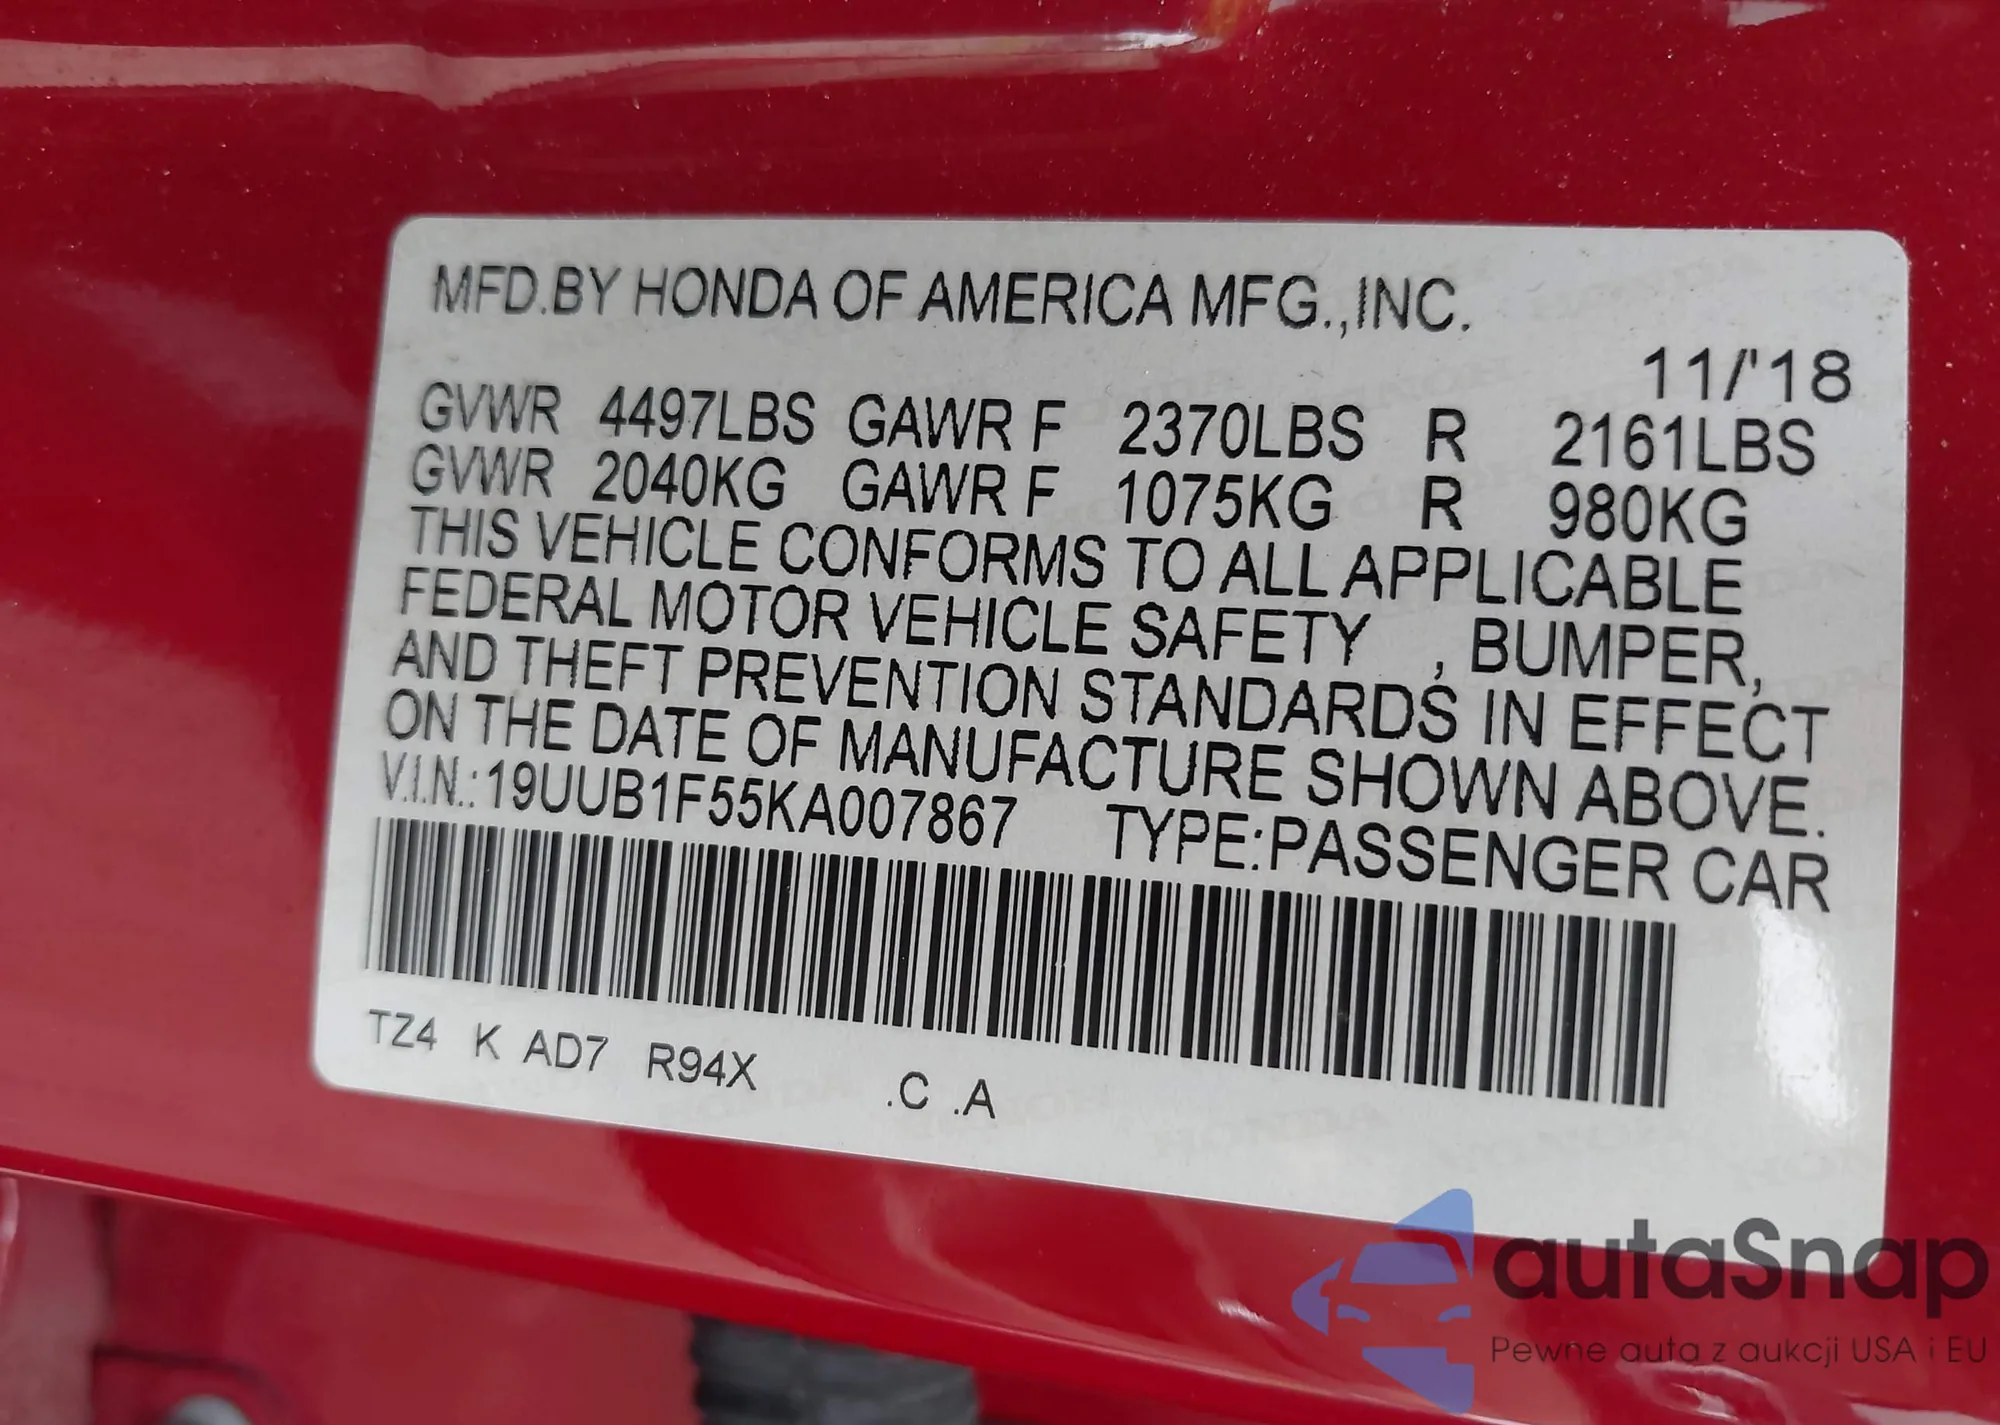 MFD.BY HONDA OF AMERICA MFG.,INC.
11/'18
GVWR 4497LBS GAWR F 2370LBS R 2161LBS
GVWR 2040KG GAWR F 1075KG R 980KG
THIS VEHICLE CONFORMS TO ALL APPLICABLE
FEDERAL MOTOR VEHICLE SAFETY , BUMPER,
AND THEFT PREVENTION STANDARDS IN EFFECT
ON THE DATE OF MANUFACTURE SHOWN ABOVE.
V.I.N.:19UUB1F55KA007867 TYPE:PASSENGER CAR
TZ4 K AD7 R94X .C .A
autaSnap
Pewne auta z aukcji USA i EU